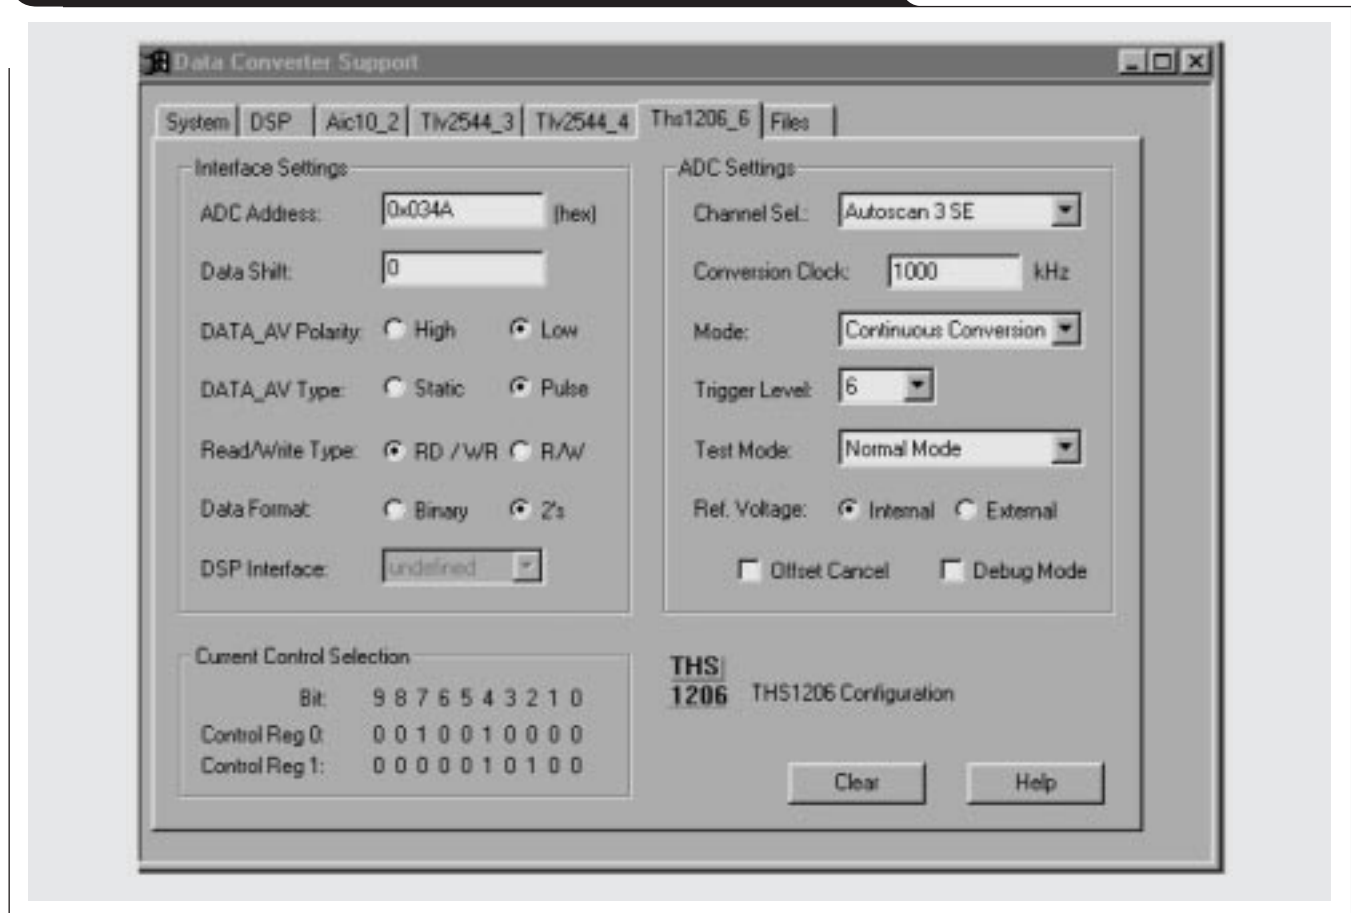 Data Converter Support
System DSP Aic10_2 Tlv2544_3 Tlv2544_4 Ths1206_6 Files
Interface Settings
ADC Address: 0x034A (hex)
Data Shift: 0
DATA_AV Polarity: High Low
DATA_AV Type: Static Pulse
Read/Write Type: RD / WR R/W
Data Format: Binary 2's
DSP Interface: undefined
ADC Settings
Channel Sel.: Autoscan 3 SE
Conversion Clock: 1000 kHz
Mode: Continuous Conversion
Trigger Level: 6
Test Mode: Normal Mode
Ref. Voltage: Internal External
Offset Cancel Debug Mode
Current Control Selection
Bit: 9 8 7 6 5 4 3 2 1 0
Control Reg 0: 0 0 1 0 0 1 0 0 0 0
Control Reg 1: 0 0 0 0 0 1 0 1 0 0
THS
1206
THS1206 Configuration
Clear Help